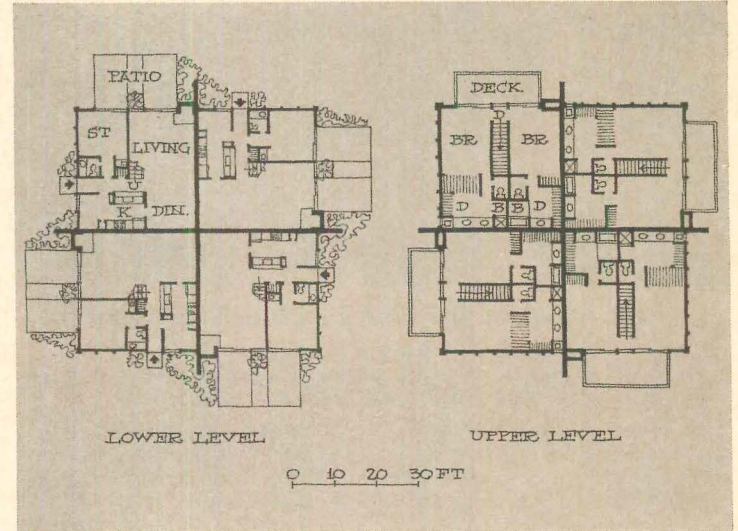 PATIO
ST
LIVING
K
DIN.
DECK.
D
BR
BR
D
B
B
D
LOWER LEVEL
UPPER LEVEL
0 10 20 30 FT